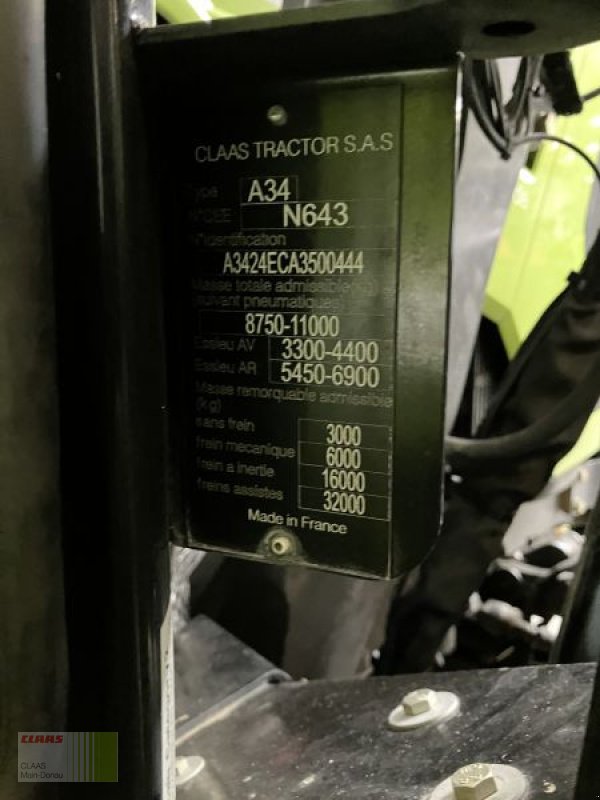 CLAAS TRACTOR S.A.S
Type A34
N°CEE N643
N°identification
A3424ECA3500444
Masse totale admissible(kg)
(suivant pneumatiques)
8750-11000
Essieu AV 3300-4400
Essieu AR 5450-6900
Masse remorquable admissible
(kg)
sans frein 3000
frein mecanique 6000
frein a inertie 16000
freins assistes 32000
Made in France
CLAAS
CLAAS
Main-Donau